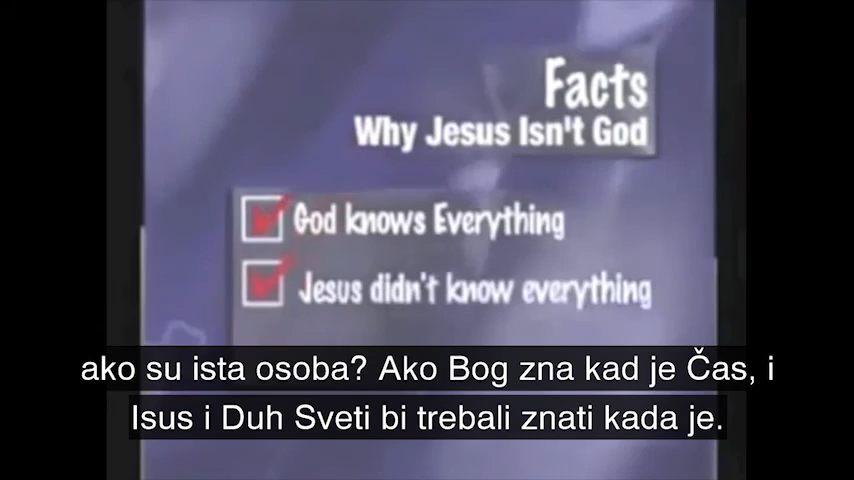 Facts
Why Jesus Isn't God
God knows Everything
Jesus didn't know everything
ako su ista osoba? Ako Bog zna kad je Čas, i
Isus i Duh Sveti bi trebali znati kada je.